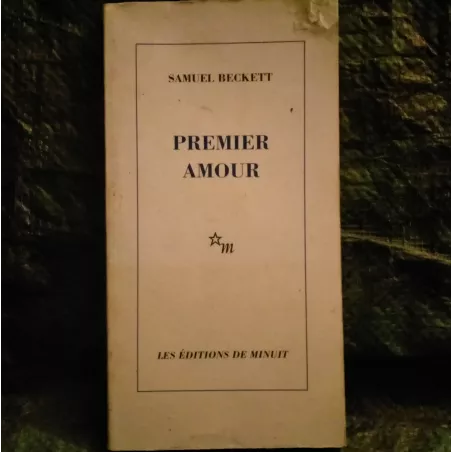 SAMUEL BECKETT
PREMIER
AMOUR
m
LES ÉDITIONS DE MINUIT